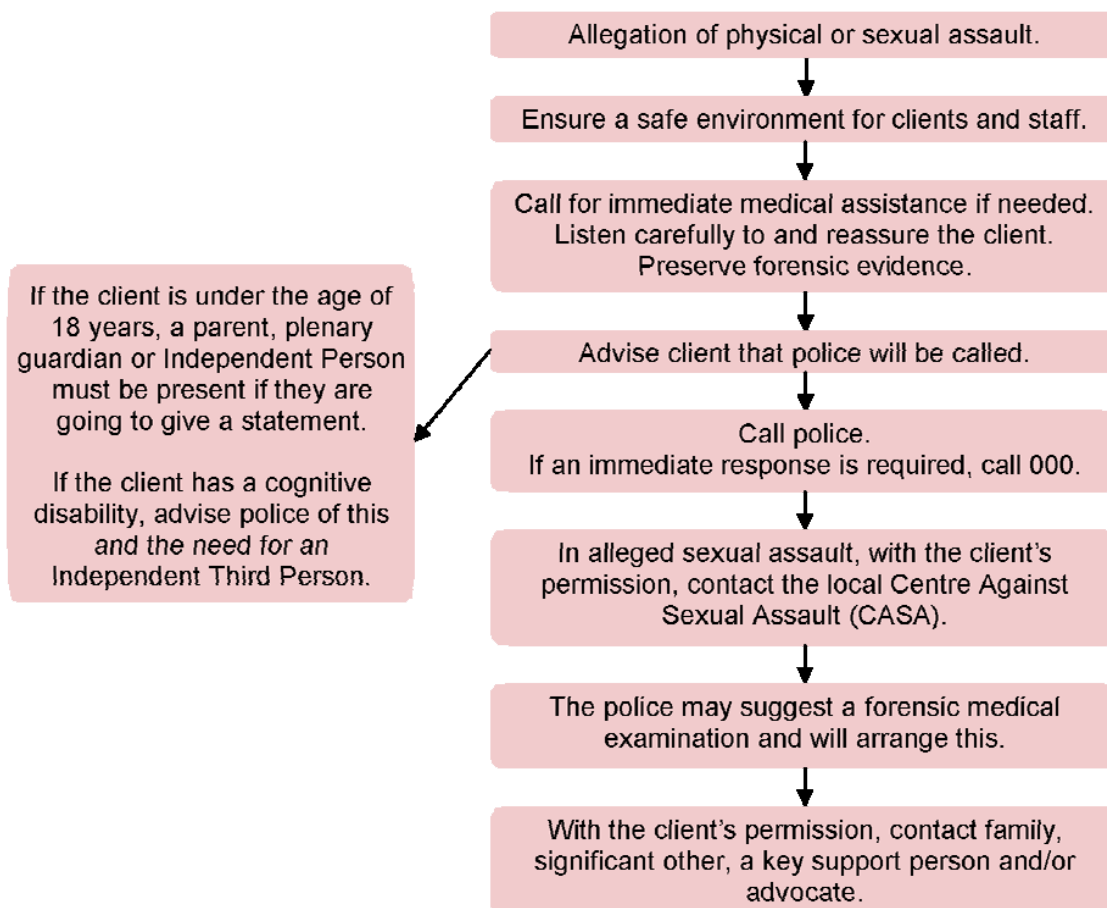 Allegation of physical or sexual assault.
Ensure a safe environment for clients and staff.
Call for immediate medical assistance if needed.
Listen carefully to and reassure the client.
Preserve forensic evidence.
Advise client that police will be called.
If the client is under the age of
18 years, a parent, plenary
guardian or Independent Person
must be present if they are
going to give a statement.
If the client has a cognitive
disability, advise police of this
and the need for an
Independent Third Person.
Call police.
If an immediate response is required, call 000.
In alleged sexual assault, with the client's
permission, contact the local Centre Against
Sexual Assault (CASA).
The police may suggest a forensic medical
examination and will arrange this.
With the client's permission, contact family,
significant other, a key support person and/or
advocate.